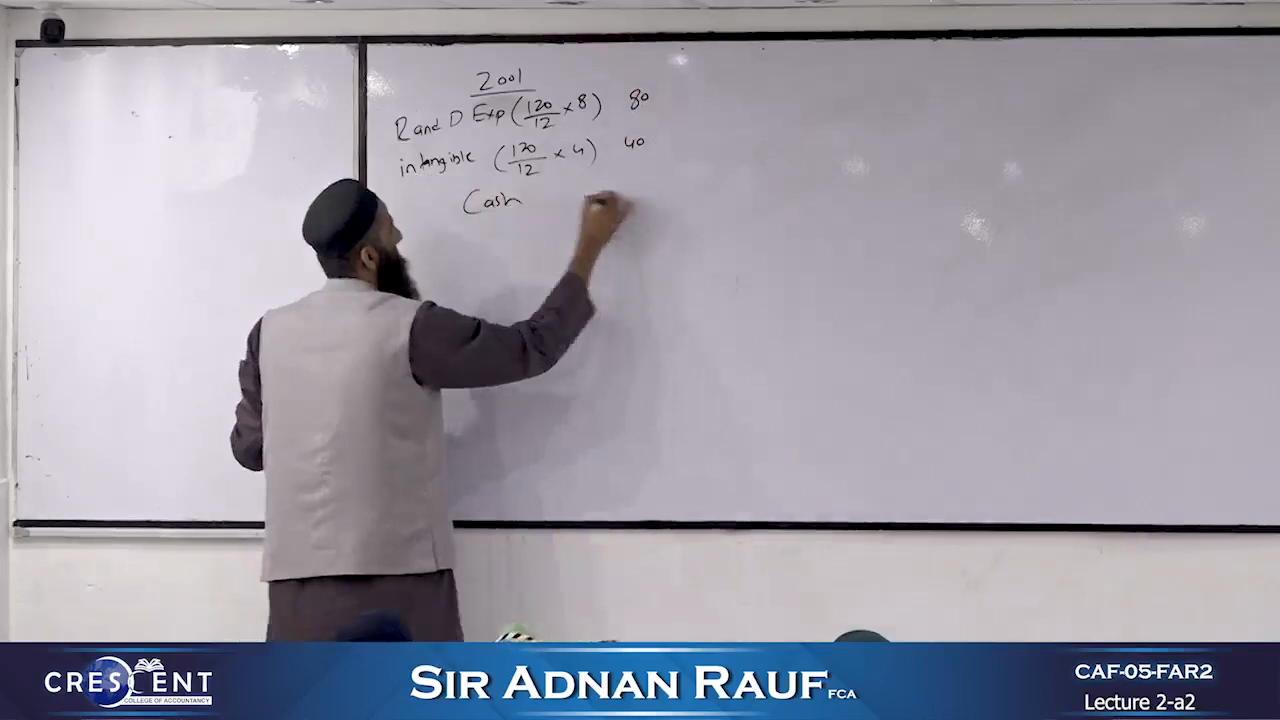 2001
R and D Exp (120/12 × 8) 80
intangible (120/12 × 4) 40
Cash
CRESCENT
COLLEGE OF ACCOUNTANCY
SIR ADNAN RAUF FCA
CAF-05-FAR2
Lecture 2-a2